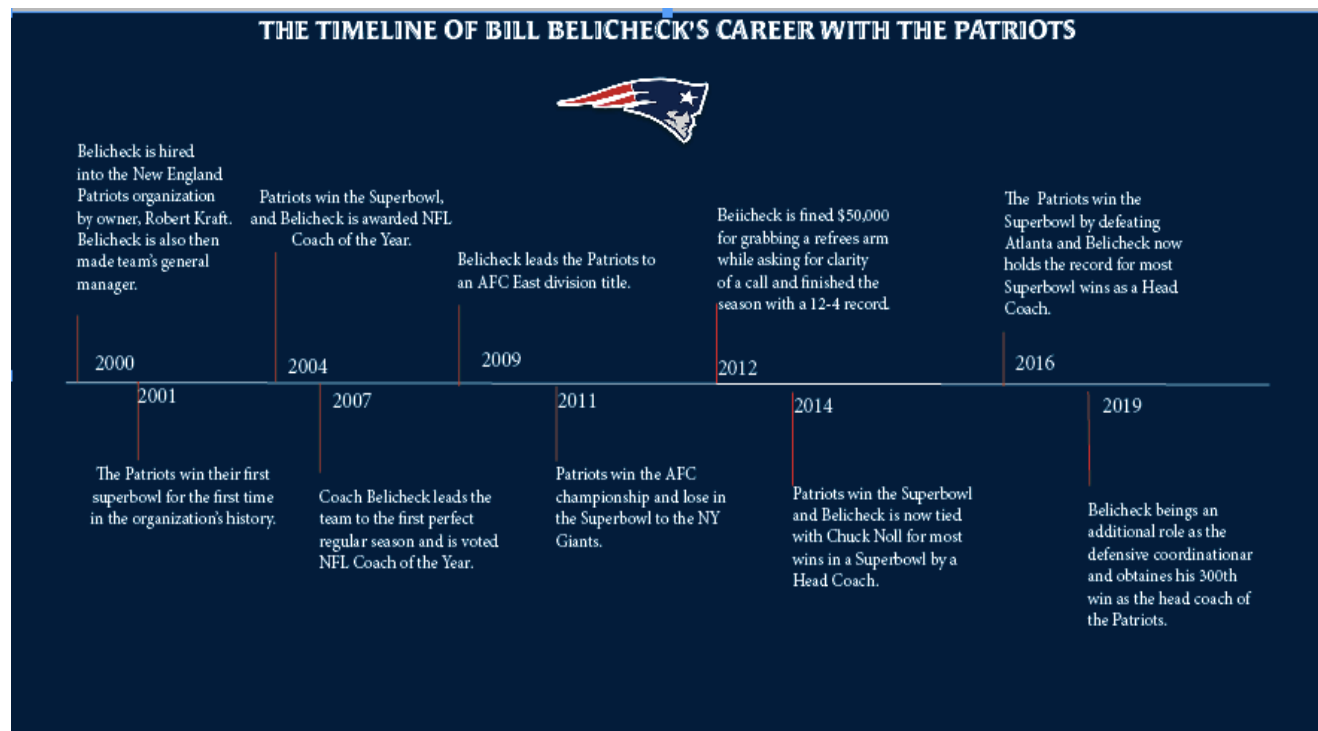 THE TIMELINE OF BILL BELICHECK'S CAREER WITH THE PATRIOTS
Belicheck is hired
into the New England
Patriots organization
by owner, Robert Kraft.
Belicheck is also then
made team's general
manager.
2000
2001
The Patriots win their first
superbowl for the first time
in the organization's history.
Patriots win the Superbowl,
and Belicheck is awarded NFL
Coach of the Year.
2004
2007
Coach Belicheck leads the
team to the first perfect
regular season and is voted
NFL Coach of the Year.
Belicheck leads the Patriots to
an AFC East division title.
2009
2011
Patriots win the AFC
championship and lose in
the Superbowl to the NY
Giants.
Beiicheck is fined $50,000
for grabbing a refrees arm
while asking for clarity
of a call and finished the
season with a 12-4 record.
2012
2014
Patriots win the Superbowl
and Belicheck is now tied
with Chuck Noll for most
wins in a Superbowl by a
Head Coach.
The Patriots win the
Superbowl by defeating
Atlanta and Belicheck now
holds the record for most
Superbowl wins as a Head
Coach.
2016
2019
Belicheck beings an
additional role as the
defensive coordinationar
and obtaines his 300th
win as the head coach of
the Patriots.